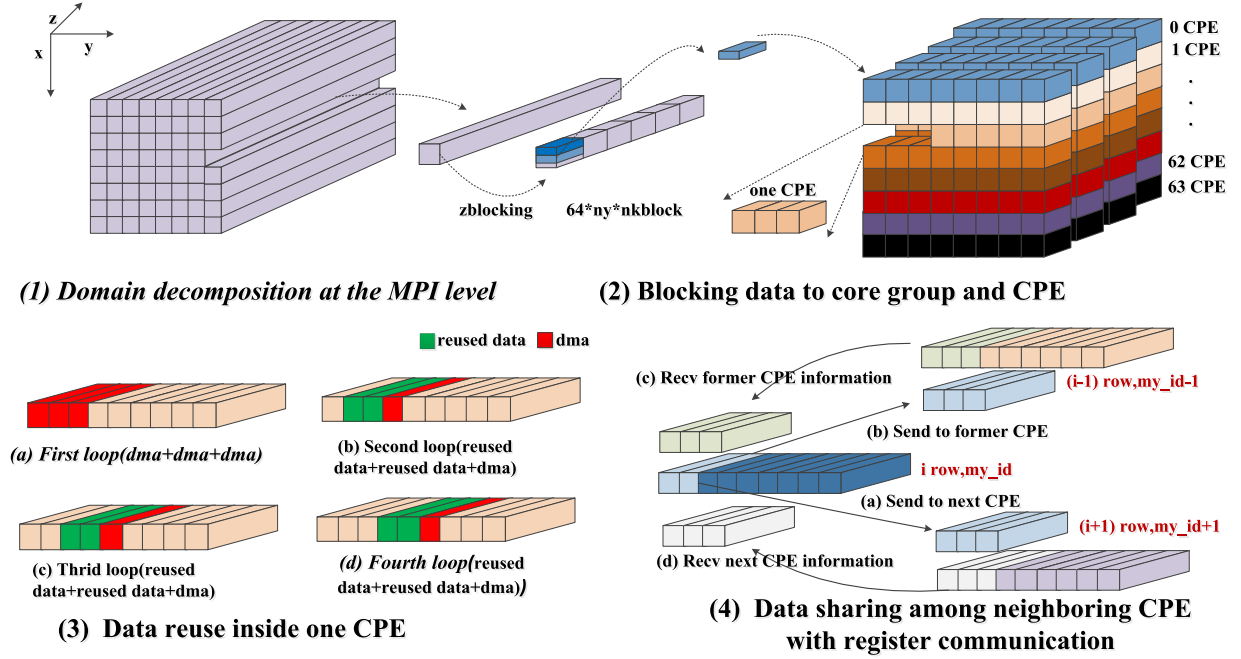 z
y
x
zblocking
64*ny*nkblock
one CPE
0 CPE
1 CPE
.
.
.
62 CPE
63 CPE
(1) Domain decomposition at the MPI level
(2) Blocking data to core group and CPE
reused data
dma
(a) First loop(dma+dma+dma)
(b) Second loop(reused
data+reused data+dma)
(c) Thrid loop(reused
data+reused data+dma)
(d) Fourth loop(reused
data+reused data+dma))
(3) Data reuse inside one CPE
(c) Recv former CPE information
(i-1) row,my_id-1
(b) Send to former CPE
i row,my_id
(a) Send to next CPE
(i+1) row,my_id+1
(d) Recv next CPE information
(4) Data sharing among neighboring CPE
with register communication